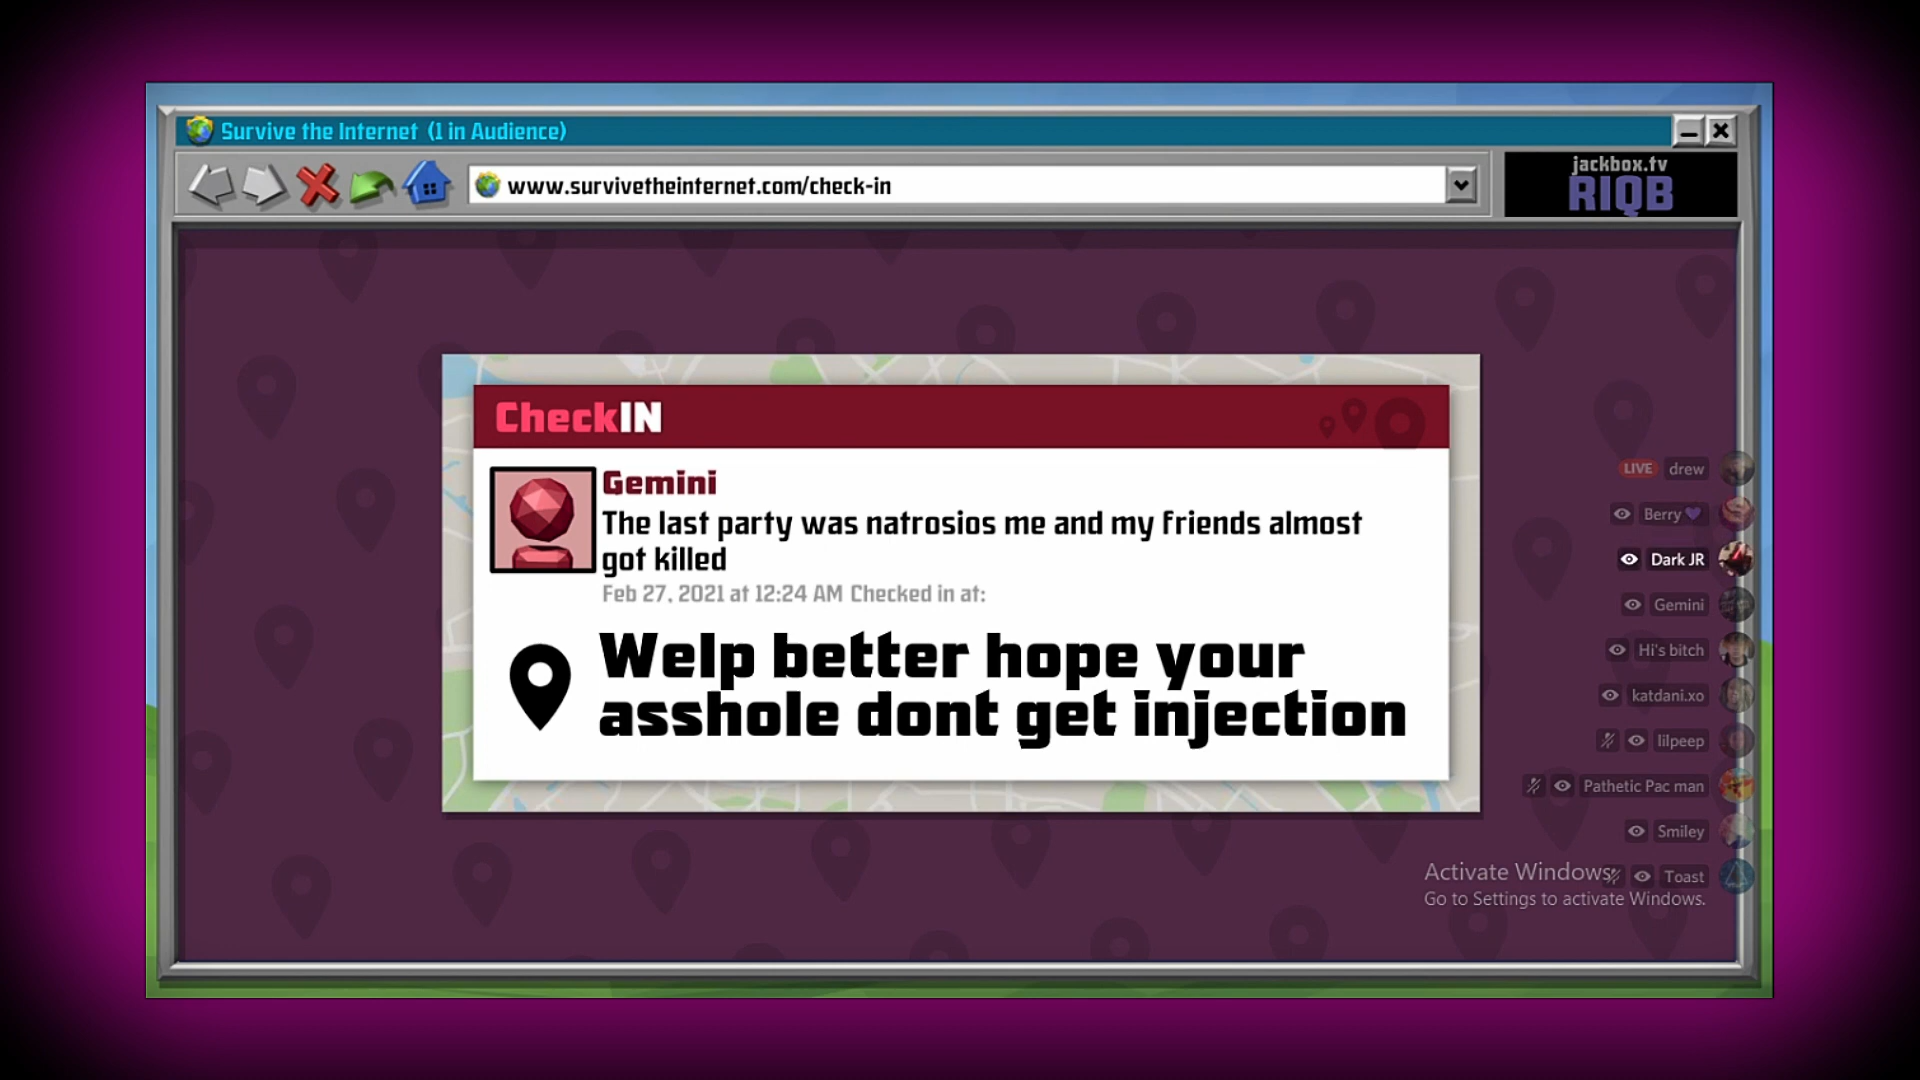 Survive the Internet (1 in Audience)
www.survivetheinternet.com/check-in
jackbox.tv
RIQB
CheckIN
Gemini
The last party was natrosios me and my friends almost
got killed
Feb 27, 2021 at 12:24 AM Checked in at:
Welp better hope your
asshole dont get injection
LIVE drew
Berry
Dark JR
Gemini
Hi's bitch
katdani.xo
lilpeep
Pathetic Pac man
Smiley
Toast
Activate Windows
Go to Settings to activate Windows.